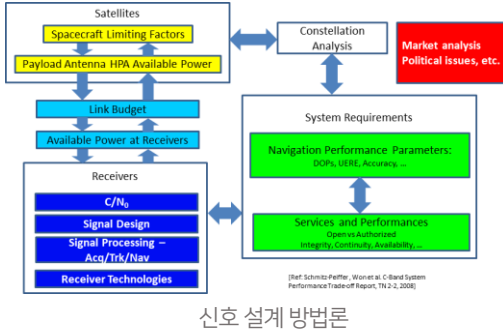 Satellites
Spacecraft Limiting Factors
Payload Antenna HPA Available Power
Constellation
Analysis
Market analysis
Political issues, etc.
Link Budget
Available Power at Receivers
System Requirements
Navigation Performance Parameters:
DOPs, UERE, Accuracy, ...
Receivers
C/N₀
Signal Design
Signal Processing –
Acq/Trk/Nav
Receiver Technologies
Services and Performances
Open vs Authorized
Integrity, Continuity, Availability, ...
[Ref: Schmitz-Peiffer, Won et al. C-Band System
Performance Trade-off Report, TN 2-2, 2008]
신호 설계 방법론